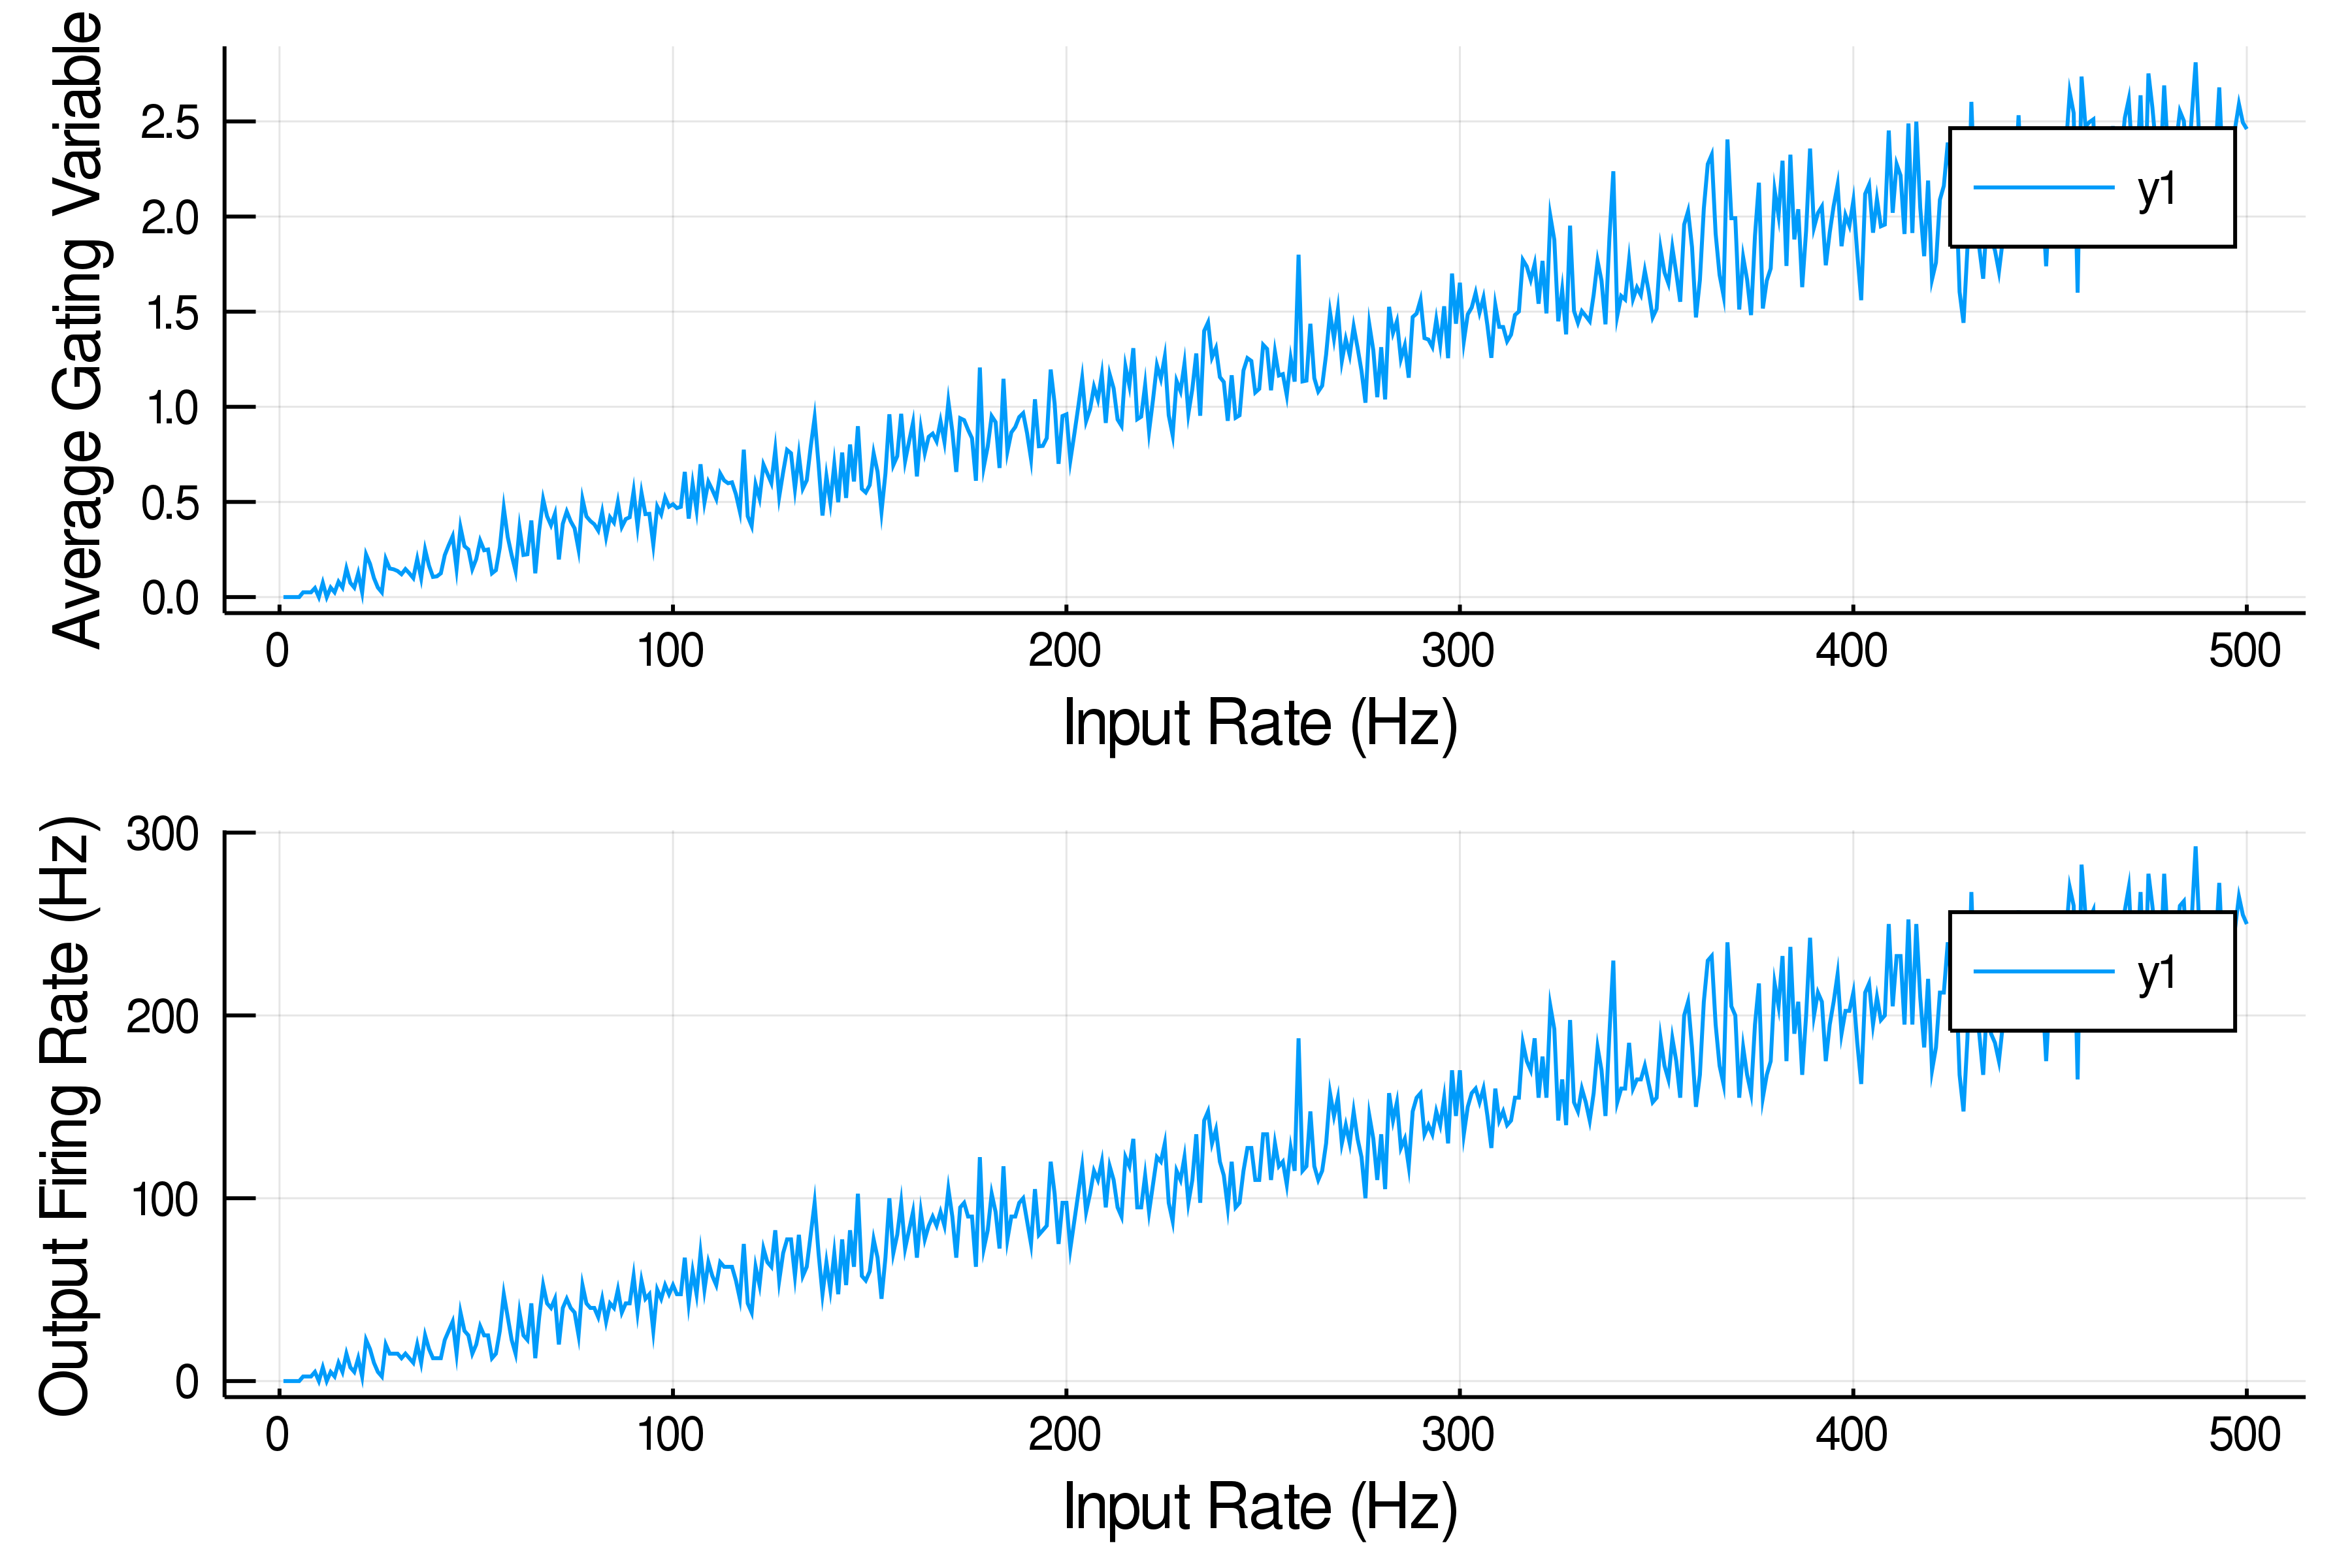 Average Gating Variable
2.5
2.0
1.5
1.0
0.5
0.0
0 100 200 300 400 500
Input Rate (Hz)
y1
Output Firing Rate (Hz)
300
200
100
0
0 100 200 300 400 500
Input Rate (Hz)
y1